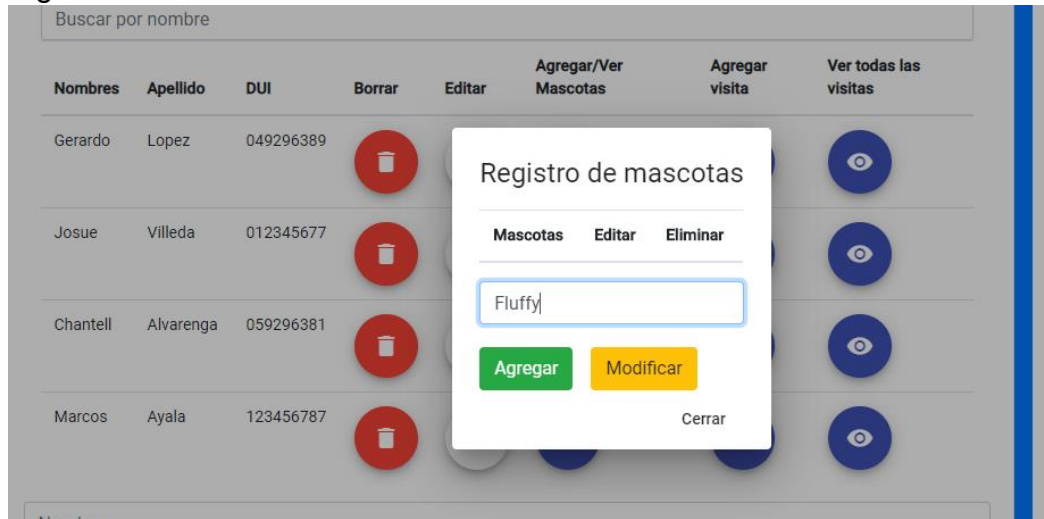 Buscar por nombre
Nombres Apellido DUI Borrar Editar Agregar/Ver Mascotas Agregar visita Ver todas las visitas
Gerardo Lopez 049296389
Josue Villeda 012345677
Chantell Alvarenga 059296381
Marcos Ayala 123456787
Registro de mascotas
Mascotas Editar Eliminar
Fluffy
Agregar Modificar
Cerrar